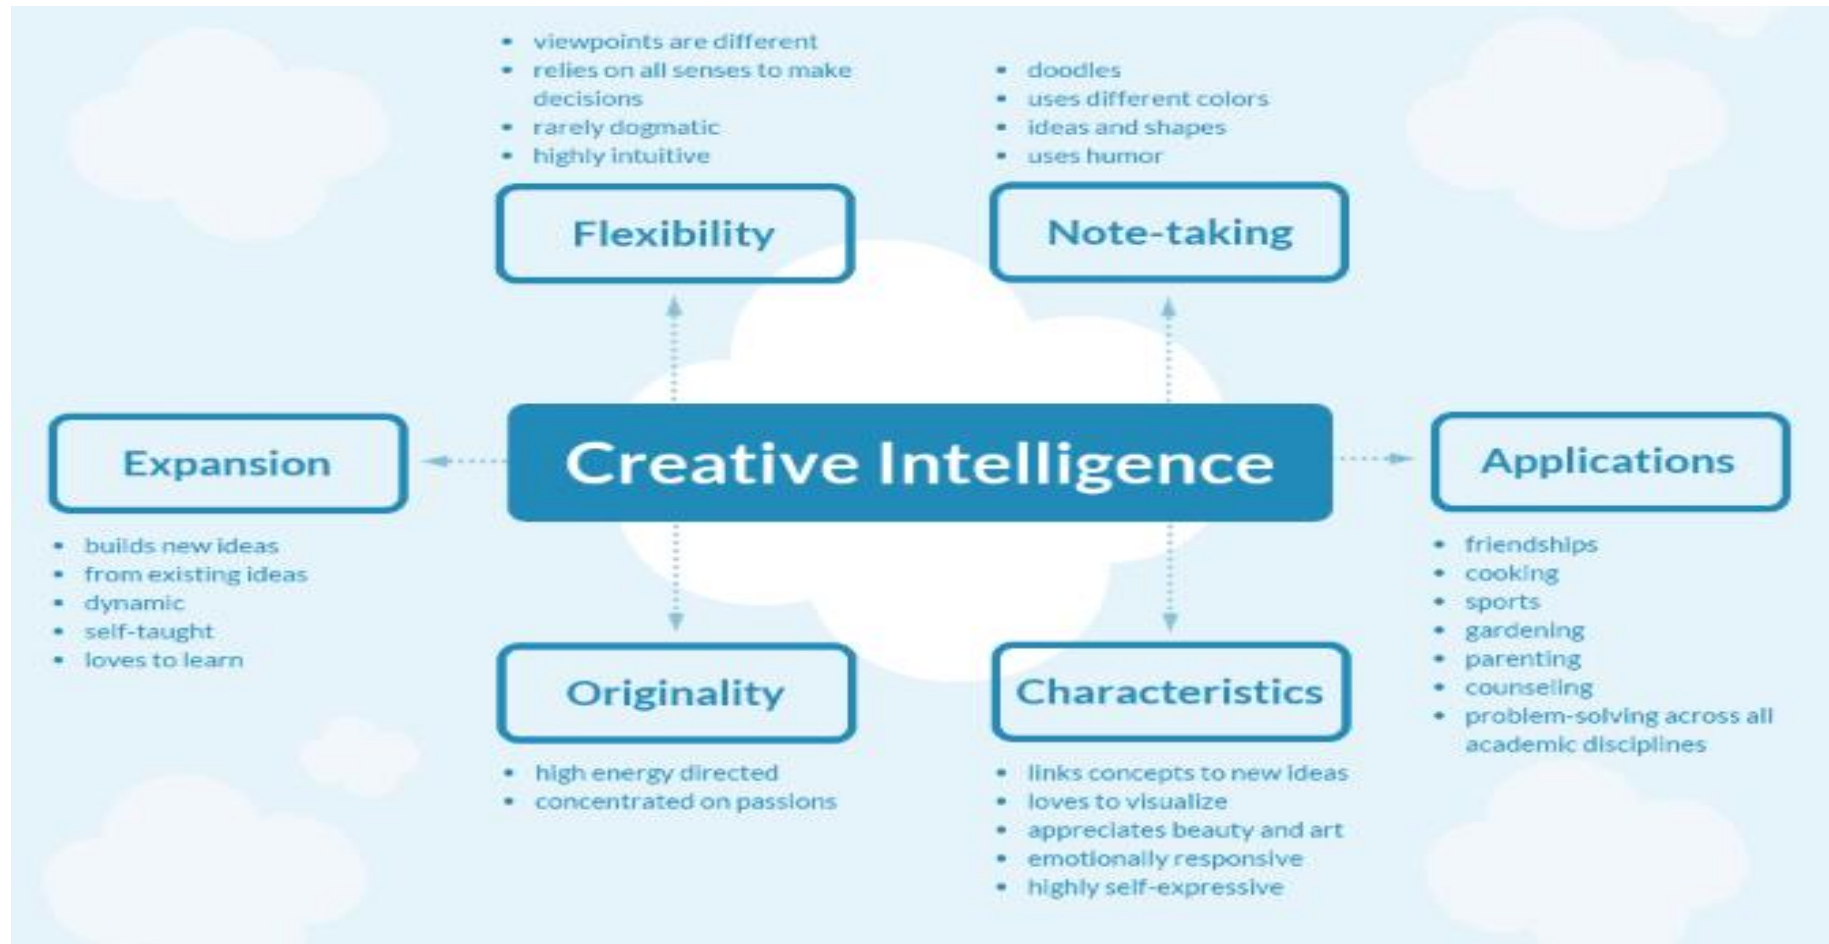 • viewpoints are different
• relies on all senses to make
decisions
• rarely dogmatic
• highly intuitive
Flexibility
• doodles
• uses different colors
• ideas and shapes
• uses humor
Note-taking
Expansion
• builds new ideas
• from existing ideas
• dynamic
• self-taught
• loves to learn
Creative Intelligence
Applications
• friendships
• cooking
• sports
• gardening
• parenting
• counseling
• problem-solving across all
academic disciplines
Originality
• high energy directed
• concentrated on passions
Characteristics
• links concepts to new ideas
• loves to visualize
• appreciates beauty and art
• emotionally responsive
• highly self-expressive